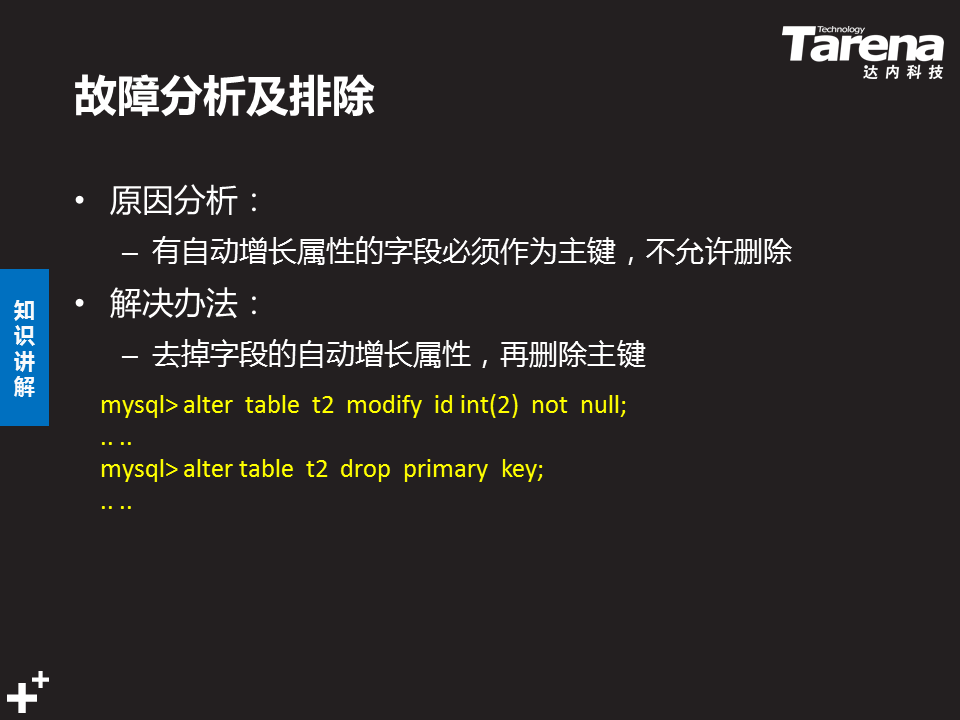 Technology
Tarena
达内科技
故障分析及排除
• 原因分析：
– 有自动增长属性的字段必须作为主键，不允许删除
• 解决办法：
– 去掉字段的自动增长属性，再删除主键
知识讲解
mysql> alter table t2 modify id int(2) not null;
.. ..
mysql> alter table t2 drop primary key;
.. ..